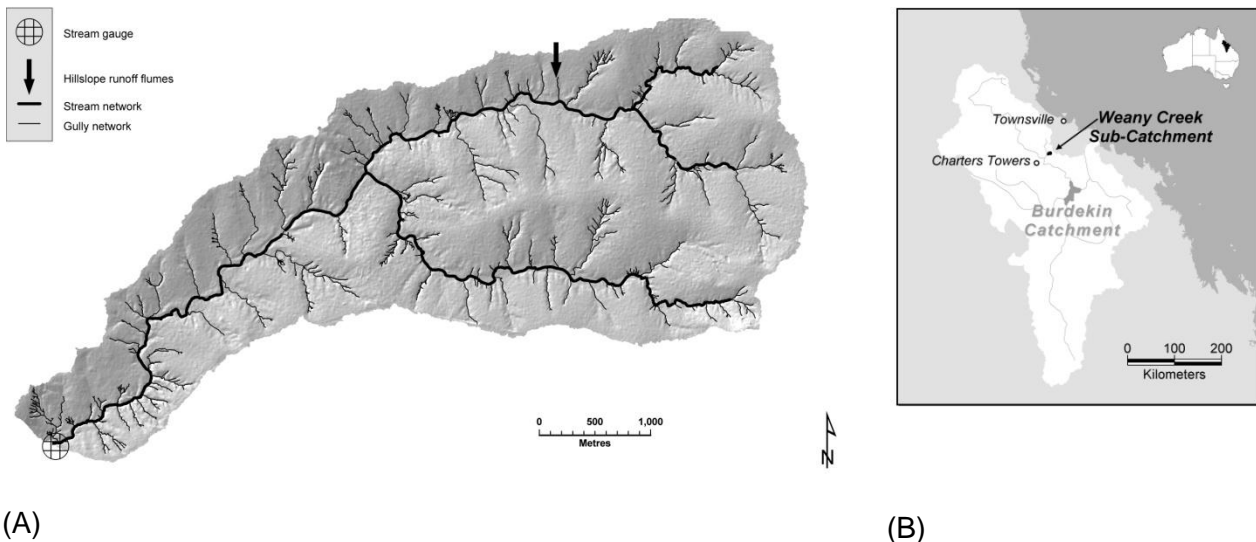 Stream gauge
Hillslope runoff flumes
Stream network
Gully network
0 500 1,000
Metres
N
(A)
Townsville
Weany Creek
Sub-Catchment
Charters Towers
Burdekin
Catchment
0 100 200
Kilometers
(B)